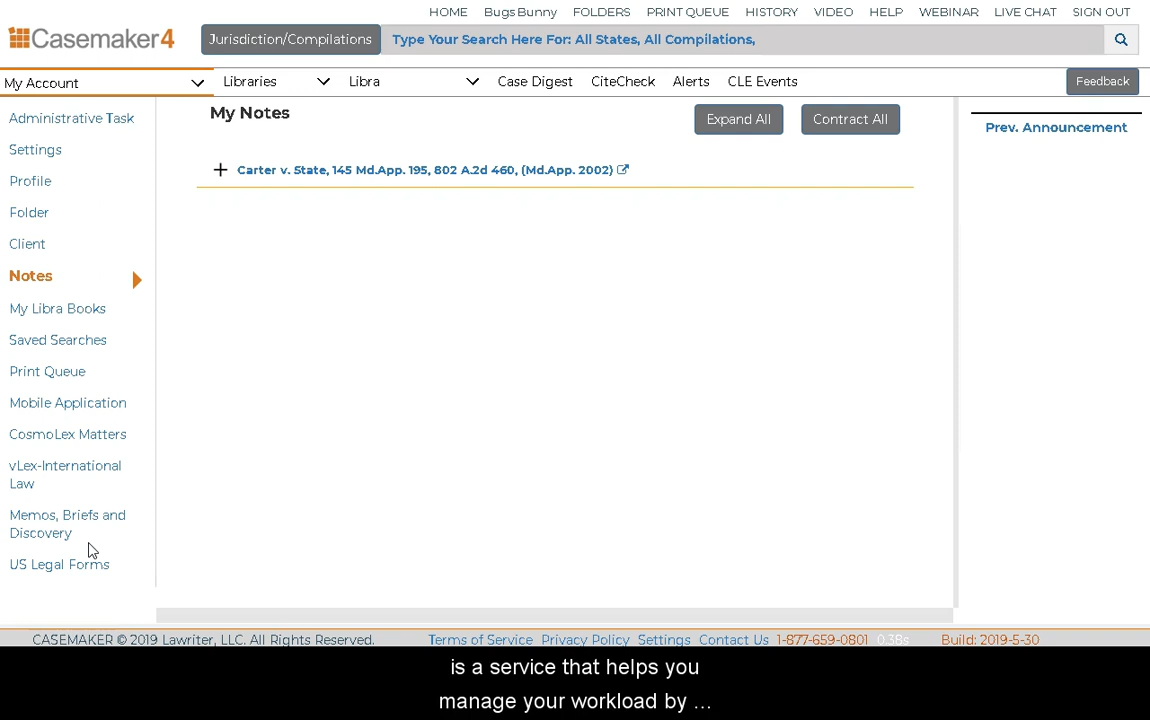 HOME Bugs Bunny FOLDERS PRINT QUEUE HISTORY VIDEO HELP WEBINAR LIVE CHAT SIGN OUT
Casemaker4 Jurisdiction/Compilations Type Your Search Here For: All States, All Compilations,
My Account Libraries Libra Case Digest CiteCheck Alerts CLE Events Feedback
Administrative Task
Settings
Profile
Folder
Client
Notes
My Libra Books
Saved Searches
Print Queue
Mobile Application
CosmoLex Matters
vLex-International
Law
Memos, Briefs and
Discovery
US Legal Forms
My Notes Expand All Contract All
Carter v. State, 145 Md.App. 195, 802 A.2d 460, (Md.App. 2002)
Prev. Announcement
CASEMAKER © 2019 Lawriter, LLC. All Rights Reserved. Terms of Service Privacy Policy Settings Contact Us 1-877-659-0801 0.38s Build: 2019-5-30
is a service that helps you
manage your workload by ...